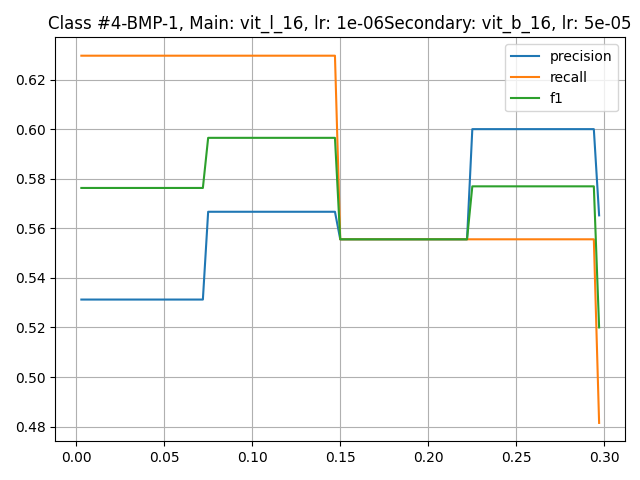 Class #4-BMP-1, Main: vit_l_16, lr: 1e-06Secondary: vit_b_16, lr: 5e-05
precision
recall
f1
0.62
0.60
0.58
0.56
0.54
0.52
0.50
0.48
0.00 0.05 0.10 0.15 0.20 0.25 0.30